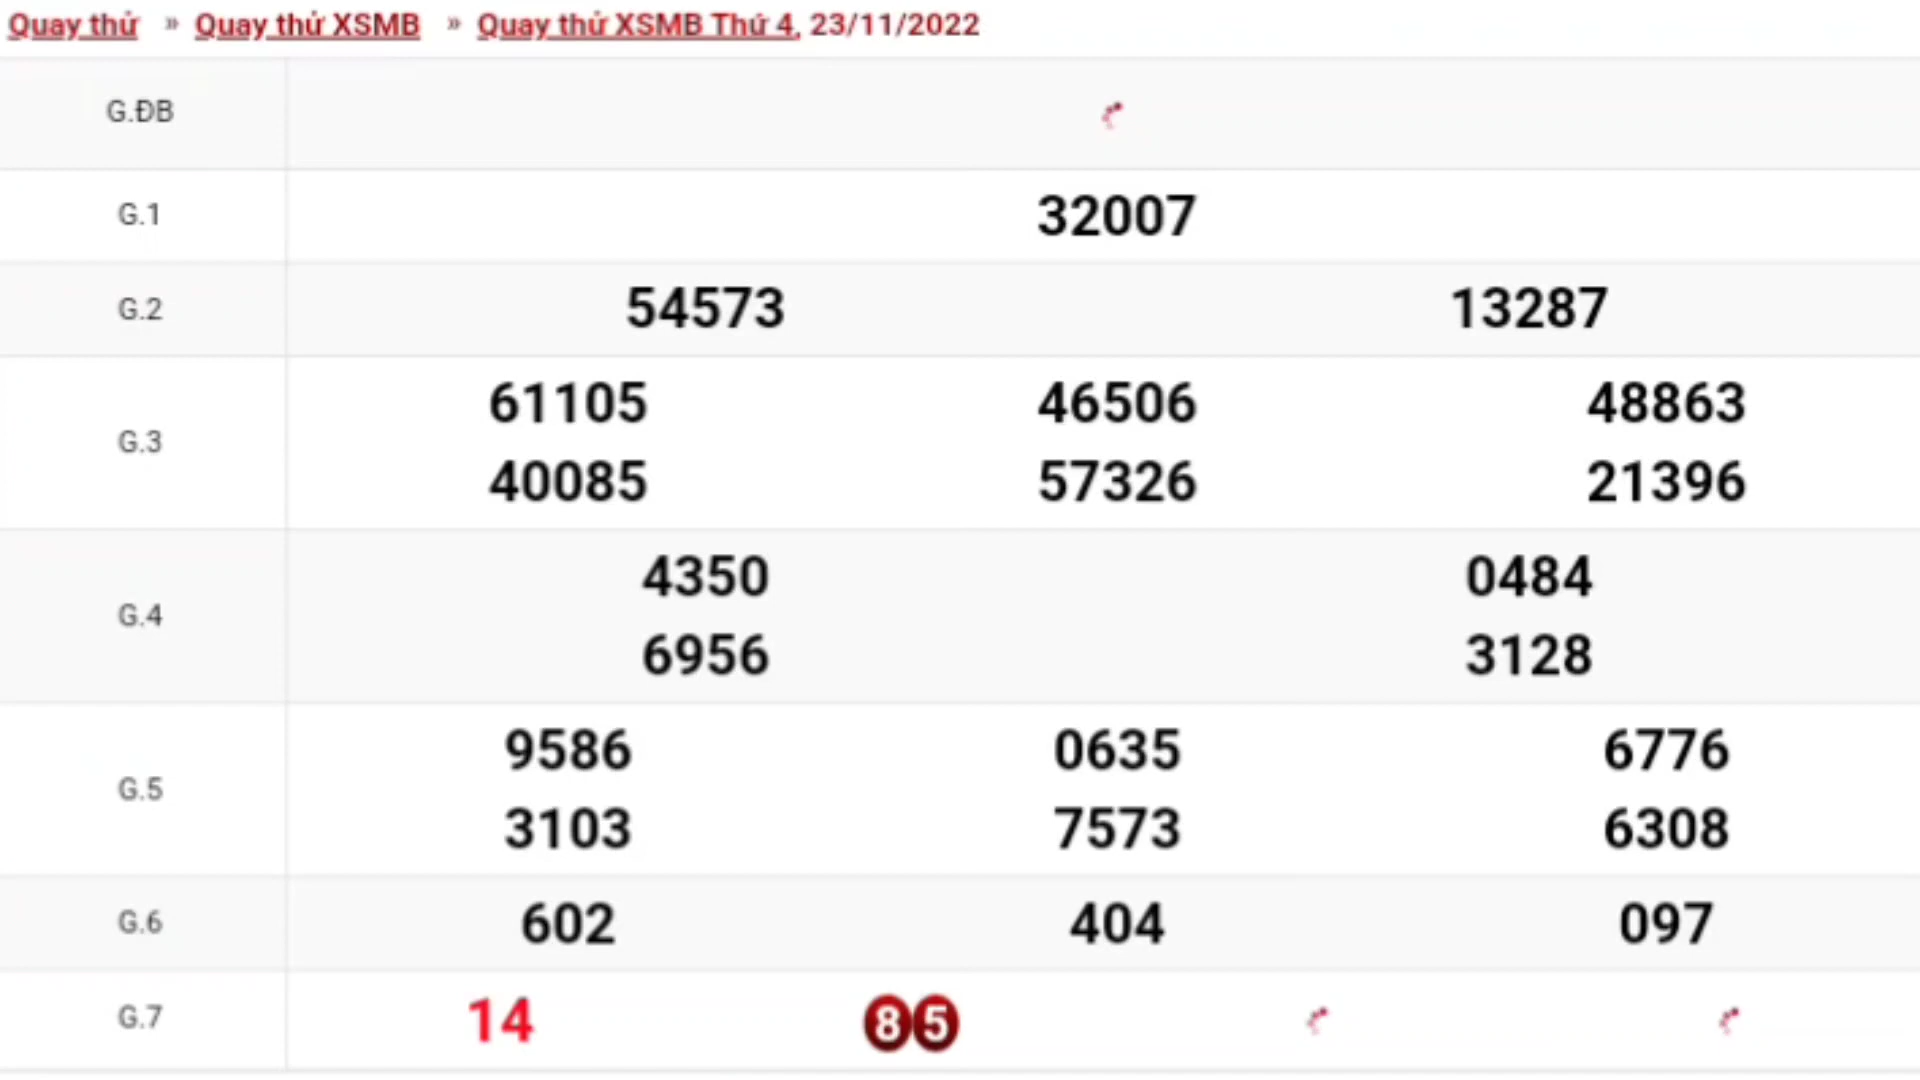 Quay thử » Quay thử XSMB » Quay thử XSMB Thứ 4, 23/11/2022
G.ĐB
G.1 32007
G.2 54573 13287
G.3 61105 46506 48863
40085 57326 21396
G.4 4350 0484
6956 3128
G.5 9586 0635 6776
3103 7573 6308
G.6 602 404 097
G.7 14 85